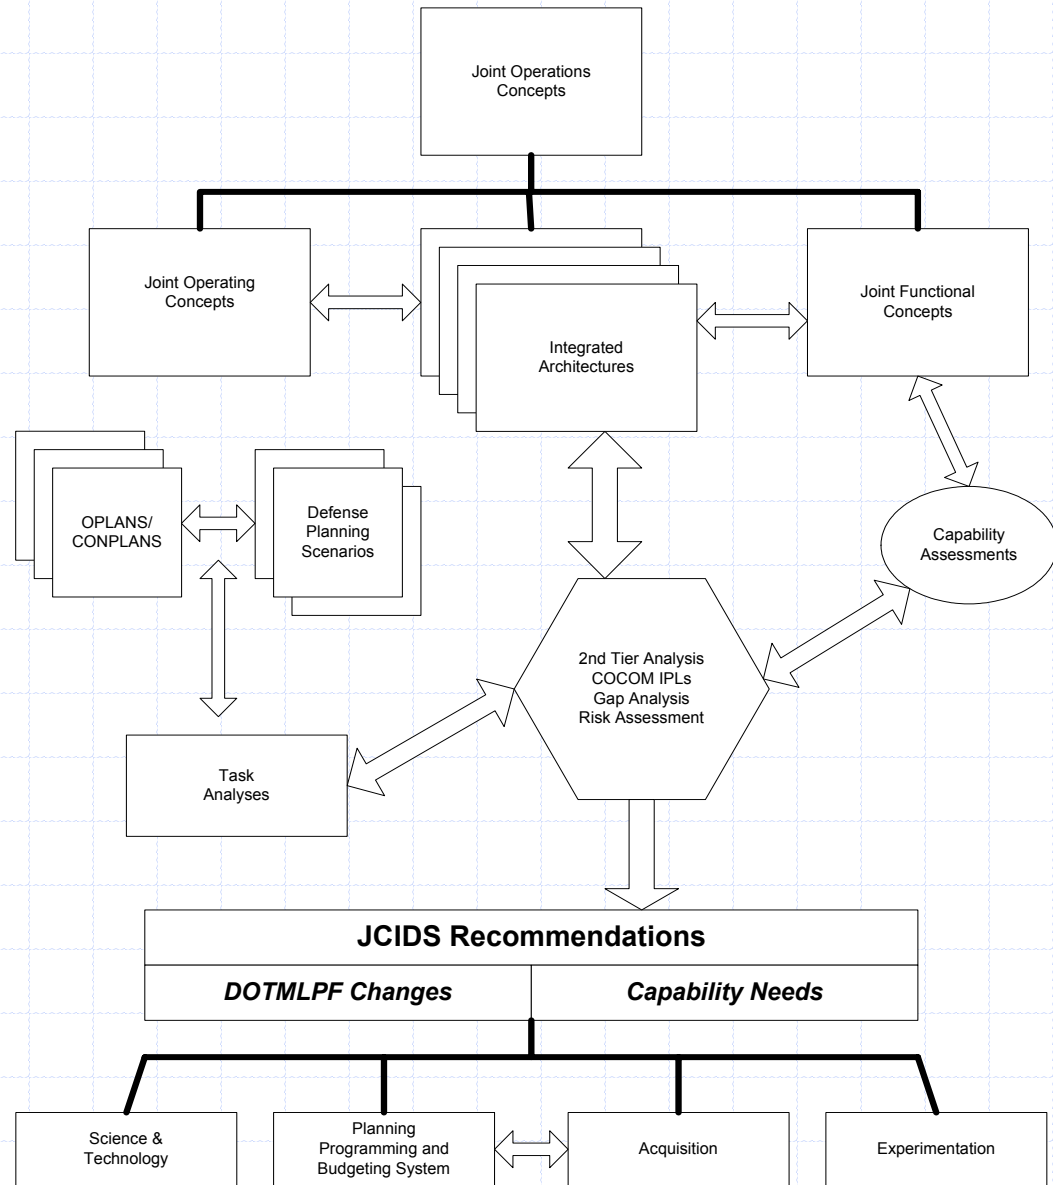 Joint Operations
Concepts
Joint Operating
Concepts
Integrated
Architectures
Joint Functional
Concepts
OPLANS/
CONPLANS
Defense
Planning
Scenarios
Capability
Assessments
2nd Tier Analysis
COCOM IPLs
Gap Analysis
Risk Assessment
Task
Analyses
JCIDS Recommendations
DOTMLPF Changes
Capability Needs
Science &
Technology
Planning
Programming and
Budgeting System
Acquisition
Experimentation